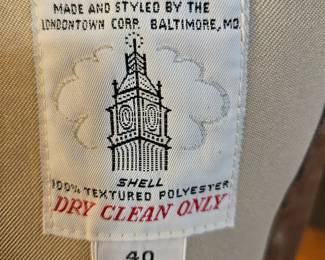 MADE AND STYLED BY THE
LONDONTOWN CORP. BALTIMORE, MD
SHELL
100% TEXTURED POLYESTER
DRY CLEAN ONLY
40